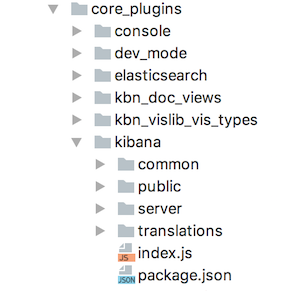 core_plugins
console
dev_mode
elasticsearch
kbn_doc_views
kbn_vislib_vis_types
kibana
common
public
server
translations
JS index.js
JSON package.json